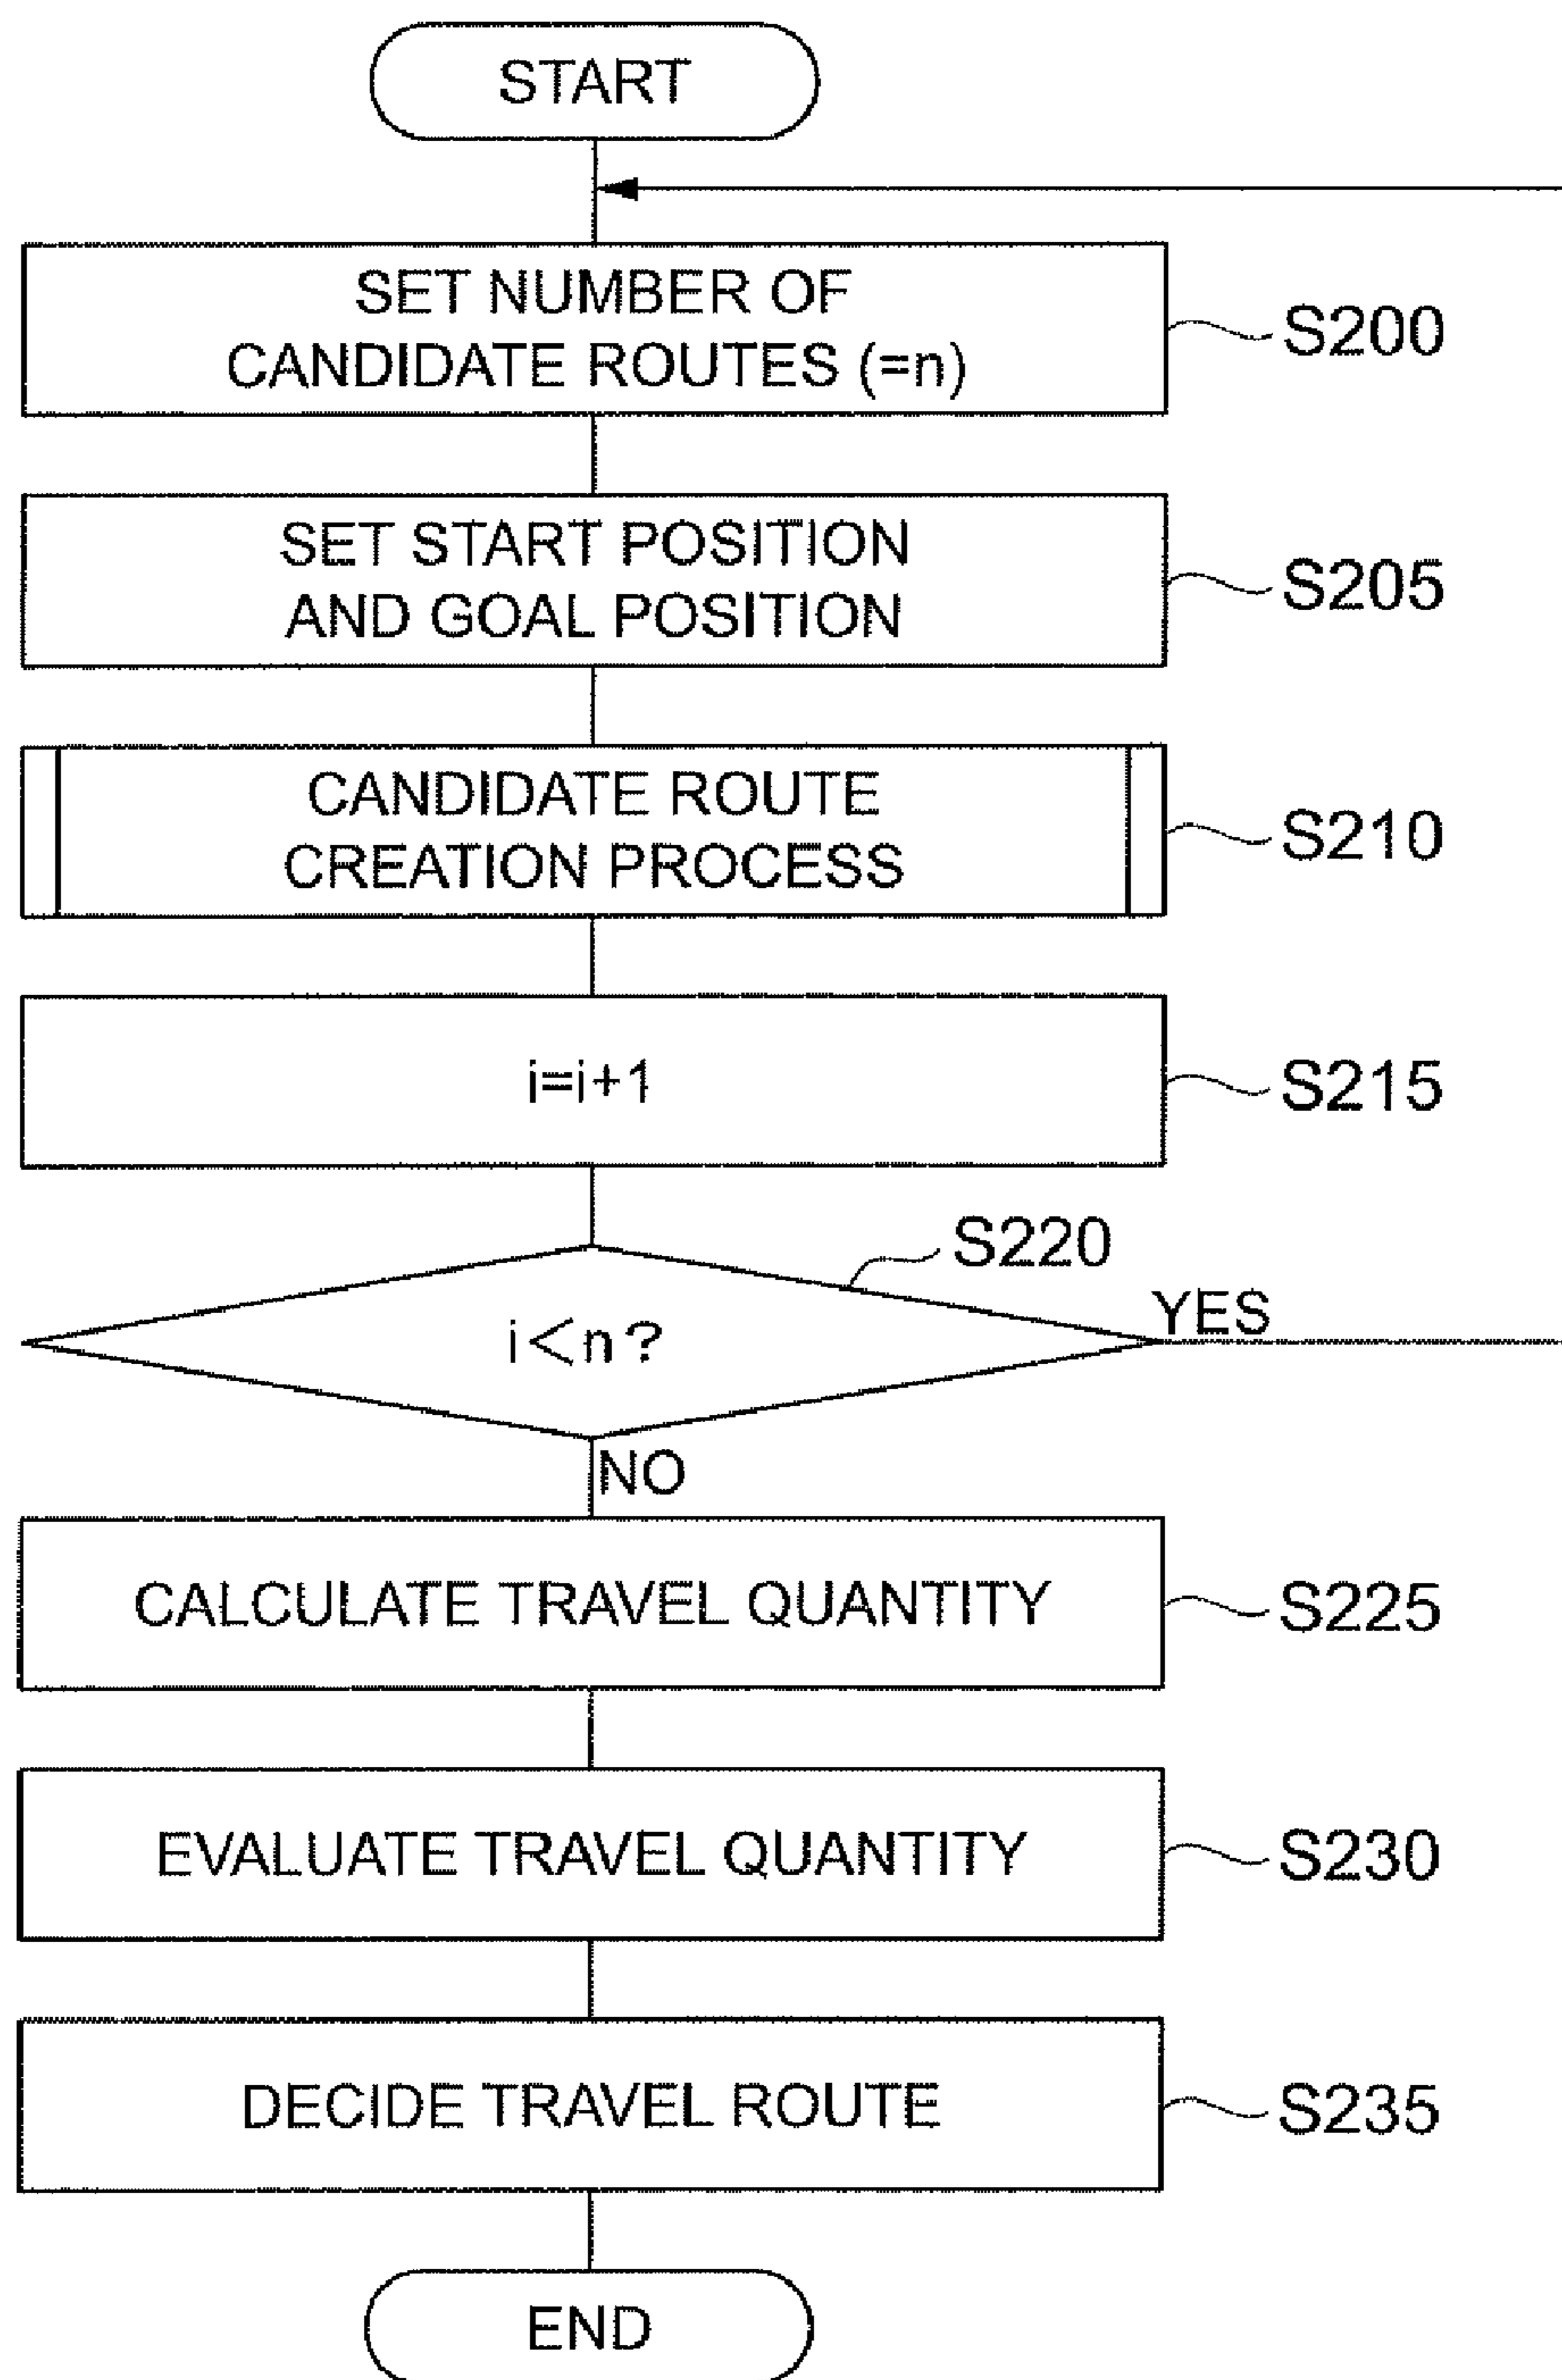 START
SET NUMBER OF
CANDIDATE ROUTES (=n)
S200
SET START POSITION
AND GOAL POSITION
S205
CANDIDATE ROUTE
CREATION PROCESS
S210
i=i+1
S215
S220
i<n?
YES
NO
CALCULATE TRAVEL QUANTITY
S225
EVALUATE TRAVEL QUANTITY
S230
DECIDE TRAVEL ROUTE
S235
END